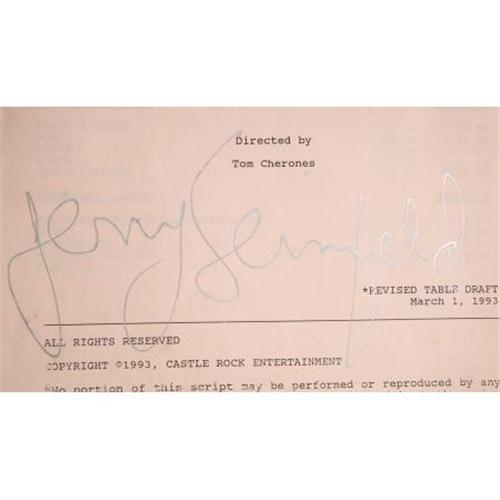 Directed by
Tom Cherones
Jerry Seinfeld
*REVISED TABLE DRAFT
March 1, 1993
ALL RIGHTS RESERVED
COPYRIGHT ©1993, CASTLE ROCK ENTERTAINMENT
*No portion of this script may be performed or reproduced by any